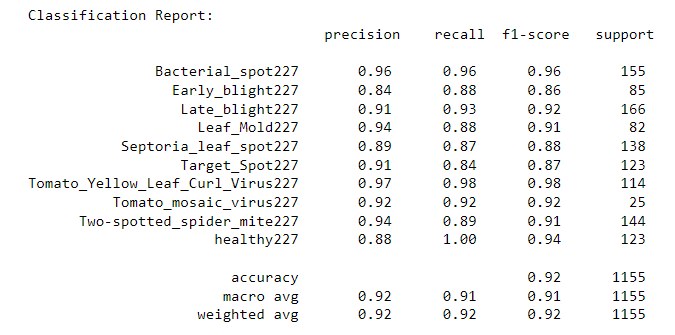 Classification Report:
precision recall f1-score support
Bacterial_spot227 0.96 0.96 0.96 155
Early_blight227 0.84 0.88 0.86 85
Late_blight227 0.91 0.93 0.92 166
Leaf_Mold227 0.94 0.88 0.91 82
Septoria_leaf_spot227 0.89 0.87 0.88 138
Target_Spot227 0.91 0.84 0.87 123
Tomato_Yellow_Leaf_Curl_Virus227 0.97 0.98 0.98 114
Tomato_mosaic_virus227 0.92 0.92 0.92 25
Two-spotted_spider_mite227 0.94 0.89 0.91 144
healthy227 0.88 1.00 0.94 123
accuracy 0.92 1155
macro avg 0.92 0.91 0.91 1155
weighted avg 0.92 0.92 0.92 1155